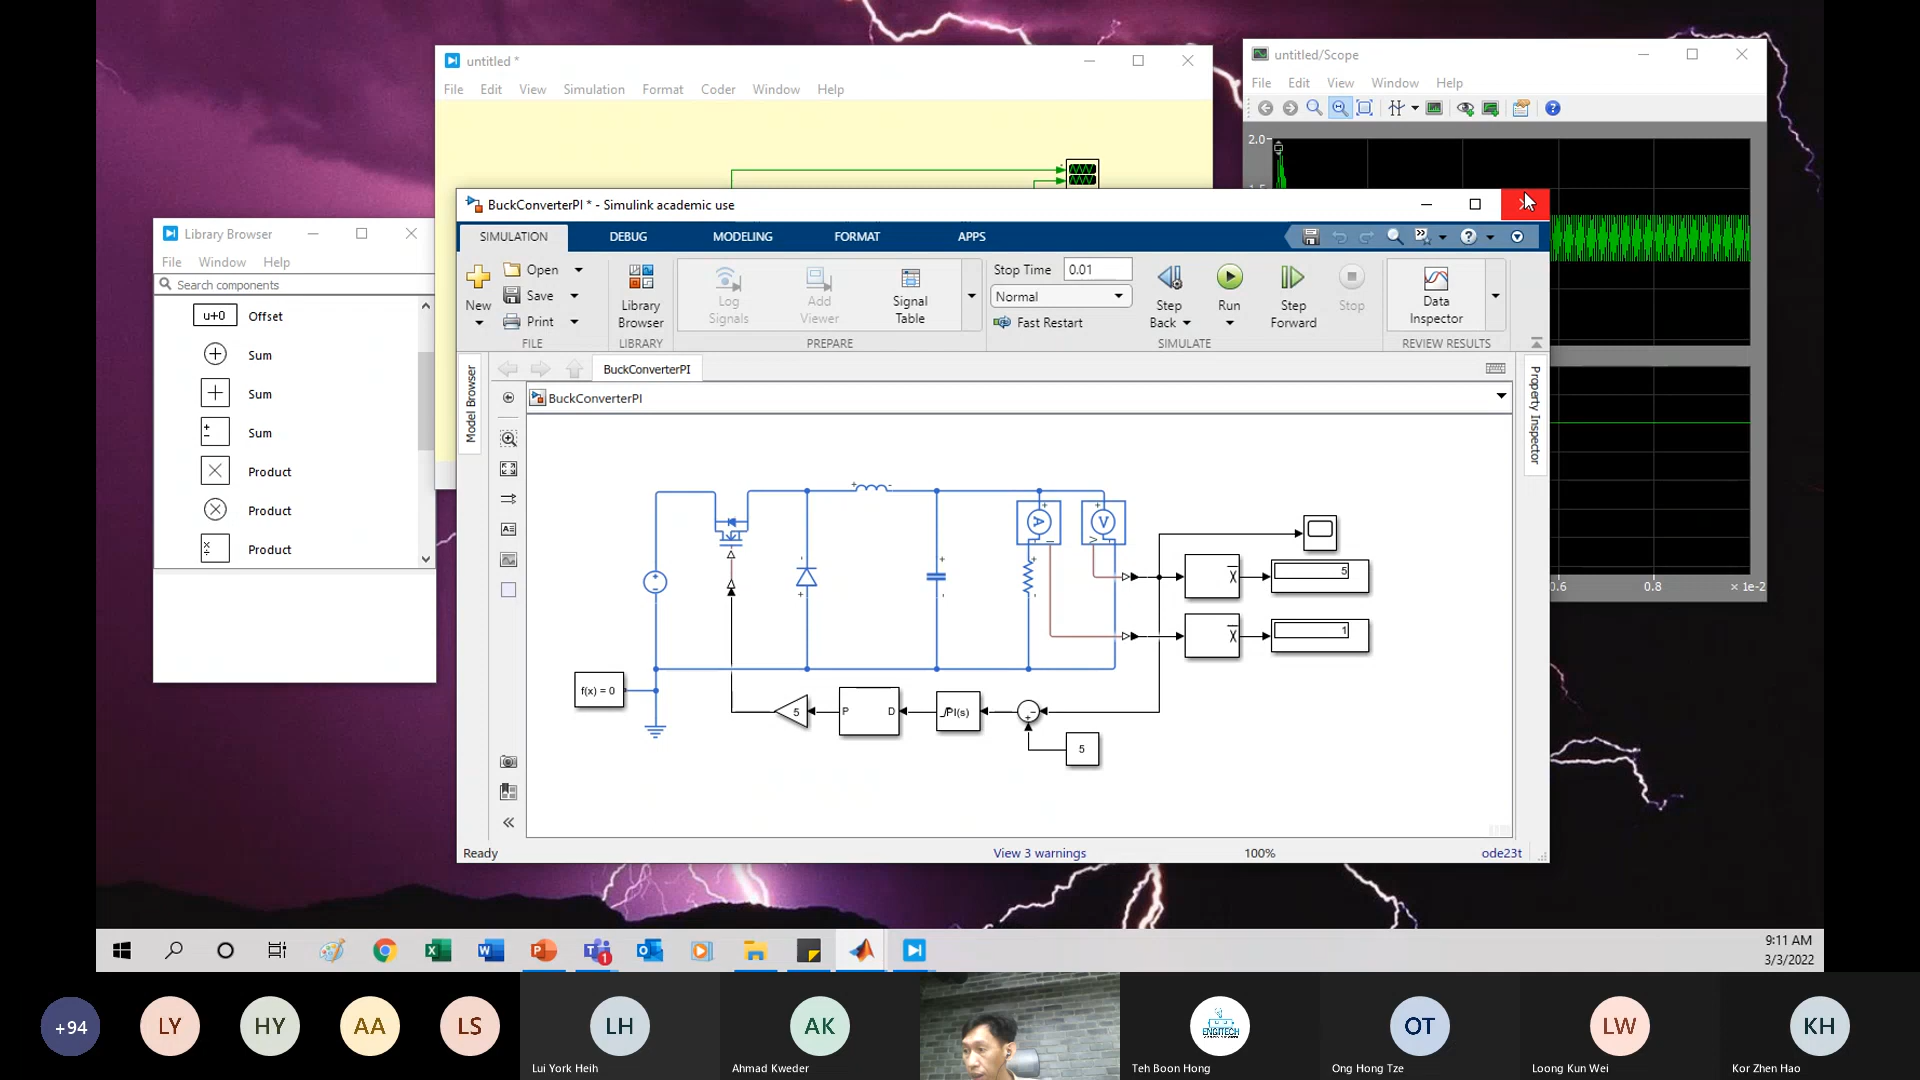 untitled *
File Edit View Simulation Format Coder Window Help
untitled/Scope
File Edit View Window Help
2.0
0.6 0.8 × 1e-2
Library Browser
File Window Help
Search components
u+0 Offset
Sum
Sum
Sum
Product
Product
Product
BuckConverterPI * - Simulink academic use
SIMULATION DEBUG MODELING FORMAT APPS
New
Open
Save
Print
FILE
Library Browser
LIBRARY
Log Signals
Add Viewer
Signal Table
PREPARE
Stop Time 0.01
Normal
Fast Restart
Step Back
Run
Step Forward
Stop
SIMULATE
Data Inspector
REVIEW RESULTS
Model Browser
BuckConverterPI
BuckConverterPI
Property Inspector
A
V
5
1
f(x) = 0
5
P D
PI(s)
5
Ready
View 3 warnings
100%
ode23t
9:11 AM
3/3/2022
+94
LY
HY
AA
LS
LH
Lui York Heih
AK
Ahmad Kweder
ENGITECH
Teh Boon Hong
OT
Ong Hong Tze
LW
Loong Kun Wei
KH
Kor Zhen Hao